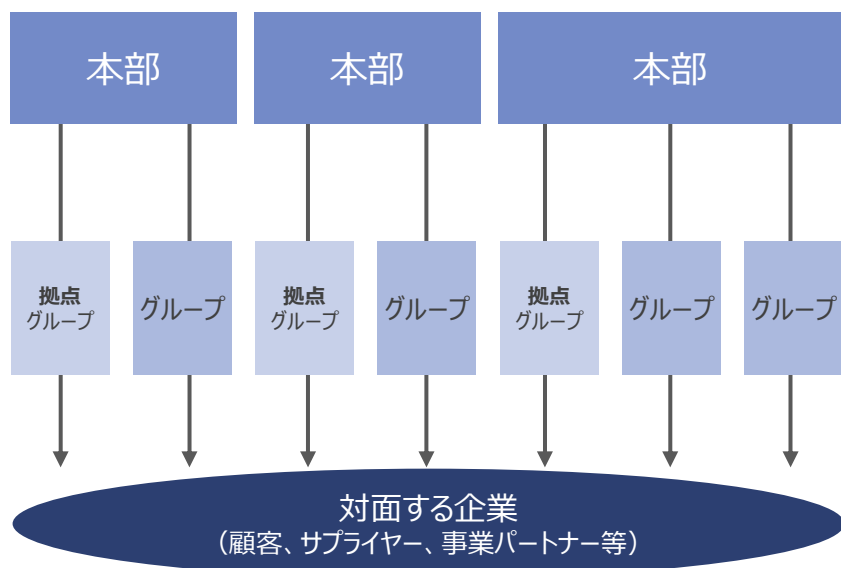 本部
本部
本部
拠点
グループ
グループ
拠点
グループ
グループ
拠点
グループ
グループ
グループ
対面する企業
（顧客、サプライヤー、事業パートナー等）